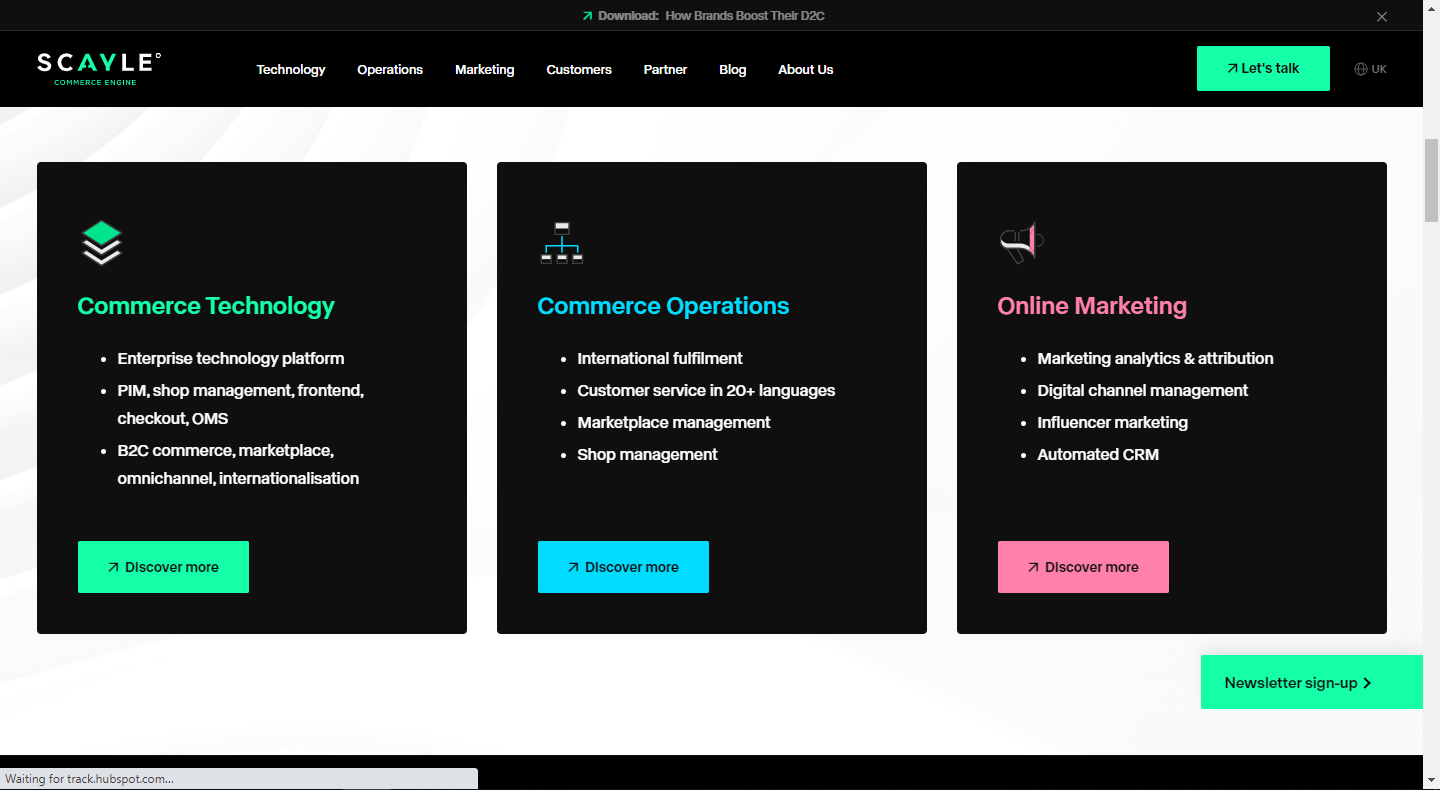 Download: How Brands Boost Their D2C
SCAYLE
COMMERCE ENGINE
Technology Operations Marketing Customers Partner Blog About Us
Let's talk
UK
Commerce Technology
• Enterprise technology platform
• PIM, shop management, frontend,
checkout, OMS
• B2C commerce, marketplace,
omnichannel, internationalisation
Discover more
Commerce Operations
• International fulfilment
• Customer service in 20+ languages
• Marketplace management
• Shop management
Discover more
Online Marketing
• Marketing analytics & attribution
• Digital channel management
• Influencer marketing
• Automated CRM
Discover more
Newsletter sign-up
Waiting for track.hubspot.com...